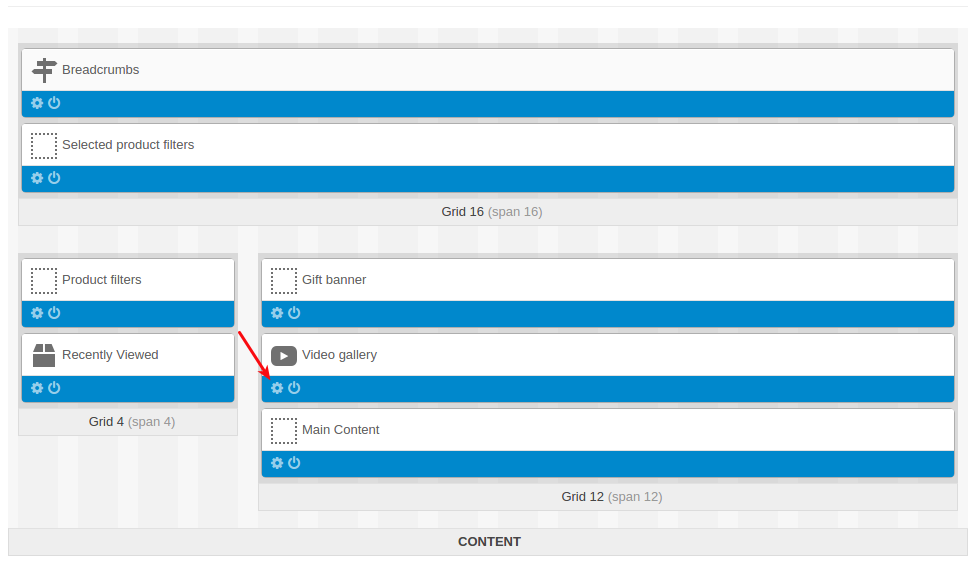 Breadcrumbs
Selected product filters
Grid 16 (span 16)
Product filters
Recently Viewed
Grid 4 (span 4)
Gift banner
Video gallery
Main Content
Grid 12 (span 12)
CONTENT